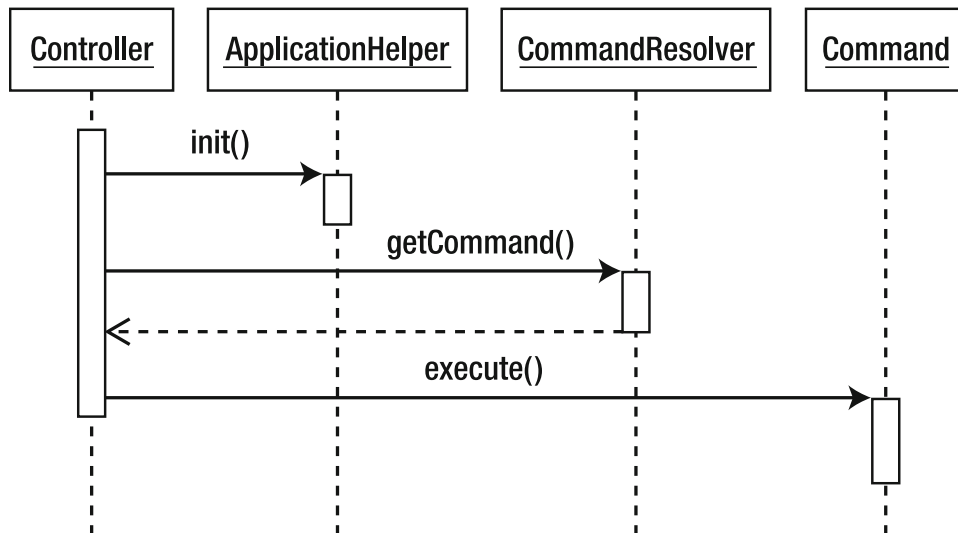 Controller
ApplicationHelper
CommandResolver
Command
init()
getCommand()
execute()